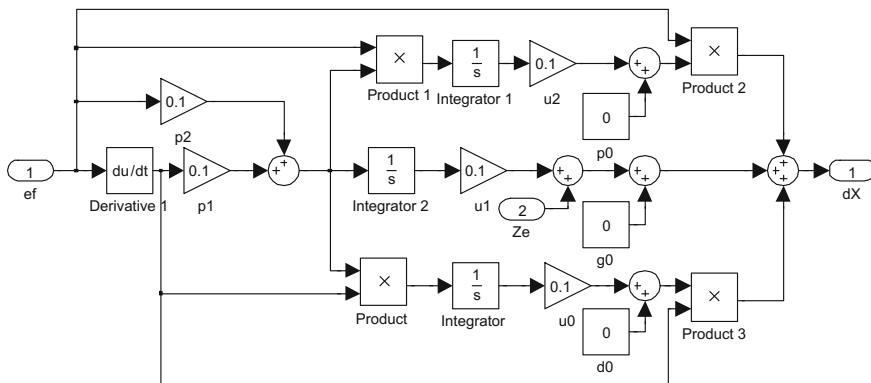 ×
1
s
0.1
+
+
×
Product 1
Integrator 1
u2
0
Product 2
0.1
p2
p0
1
ef
du/dt
Derivative 1
0.1
p1
+
+
1
s
Integrator 2
0.1
u1
+
+
2
Ze
+
+
0
g0
+
+
+
1
dX
×
Product
1
s
Integrator
0.1
u0
+
+
0
d0
×
Product 3